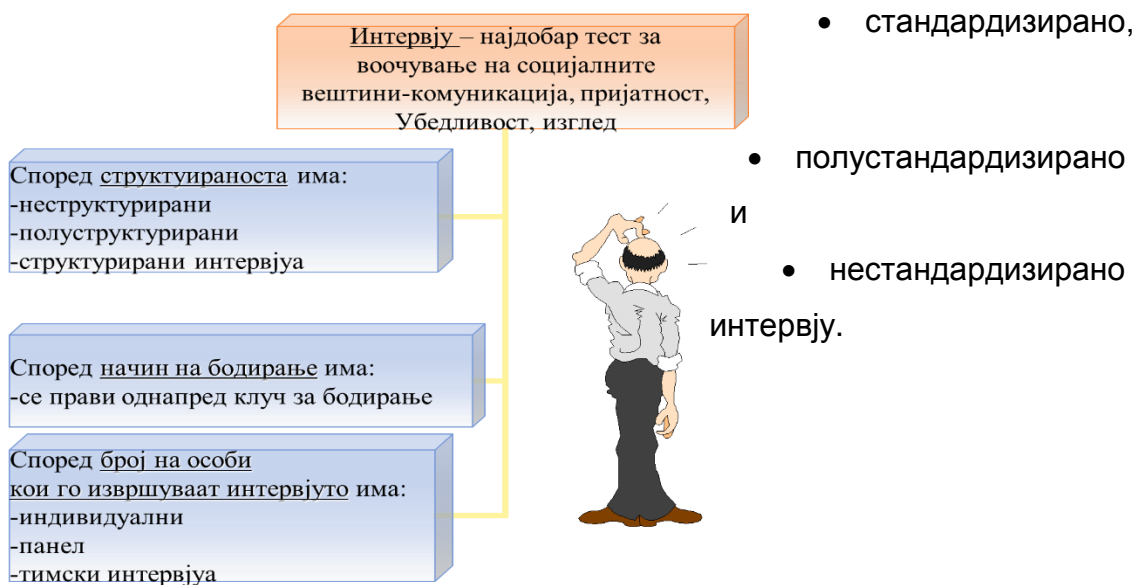 Интервју – најдобар тест за
воочување на социјалните
вештини-комуникација, пријатност,
Убедливост, изглед
Според структуираноста има:
-неструктурирани
-полуструктурирани
-структурирани интервјуа
Според начин на бодирање има:
-се прави однапред клуч за бодирање
Според број на особи
кои го извршуваат интервјуто има:
-индивидуални
-панел
-тимски интервјуа
• стандардизирано,
• полустандардизирано
и
• нестандардизирано
интервју.